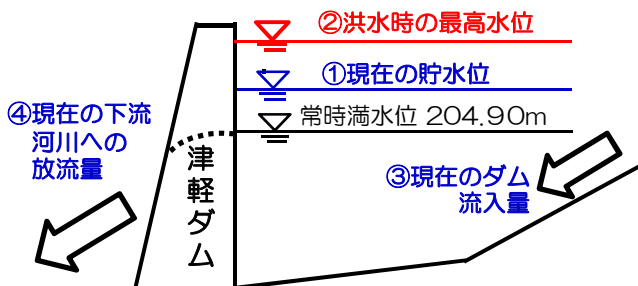 ②洪水時の最高水位
①現在の貯水位
常時満水位 204.90m
④現在の下流
河川への
放流量
津軽ダム
③現在のダム
流入量